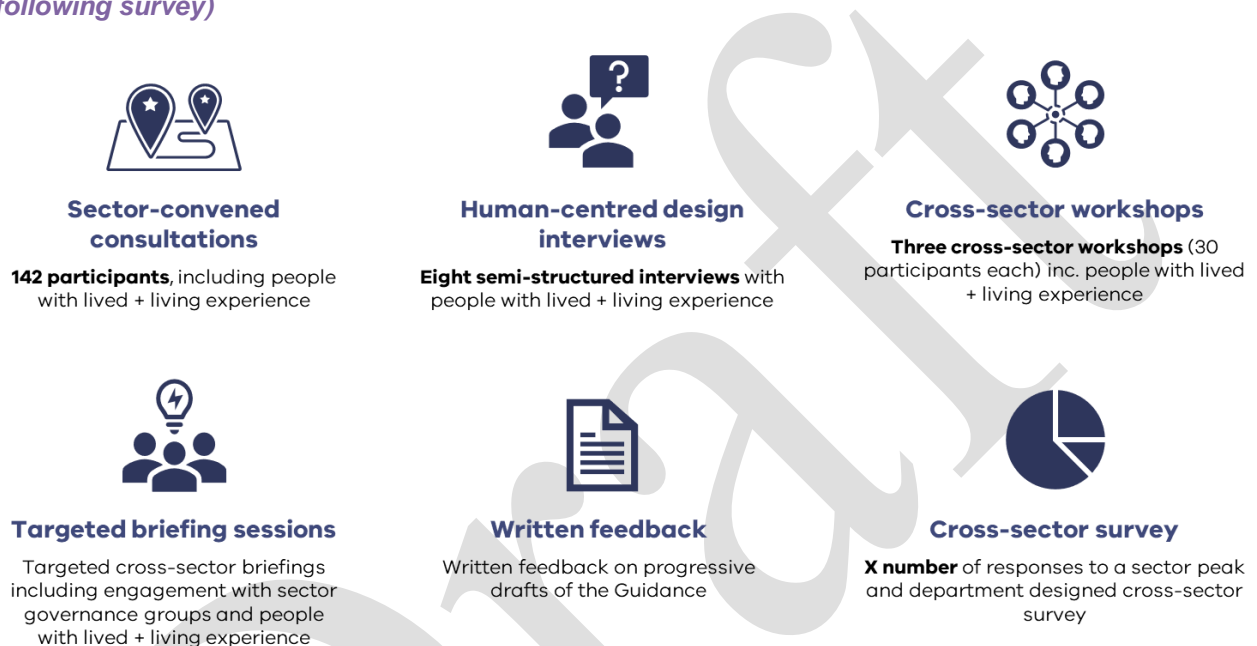 following survey)
?
Sector-convened
consultations
142 participants, including people
with lived + living experience
Human-centred design
interviews
Eight semi-structured interviews with
people with lived + living experience
Cross-sector workshops
Three cross-sector workshops (30
participants each) inc. people with lived
+ living experience
Targeted briefing sessions
Targeted cross-sector briefings
including engagement with sector
governance groups and people
with lived + living experience
Written feedback
Written feedback on progressive
drafts of the Guidance
Cross-sector survey
X number of responses to a sector peak
and department designed cross-sector
survey
Draft